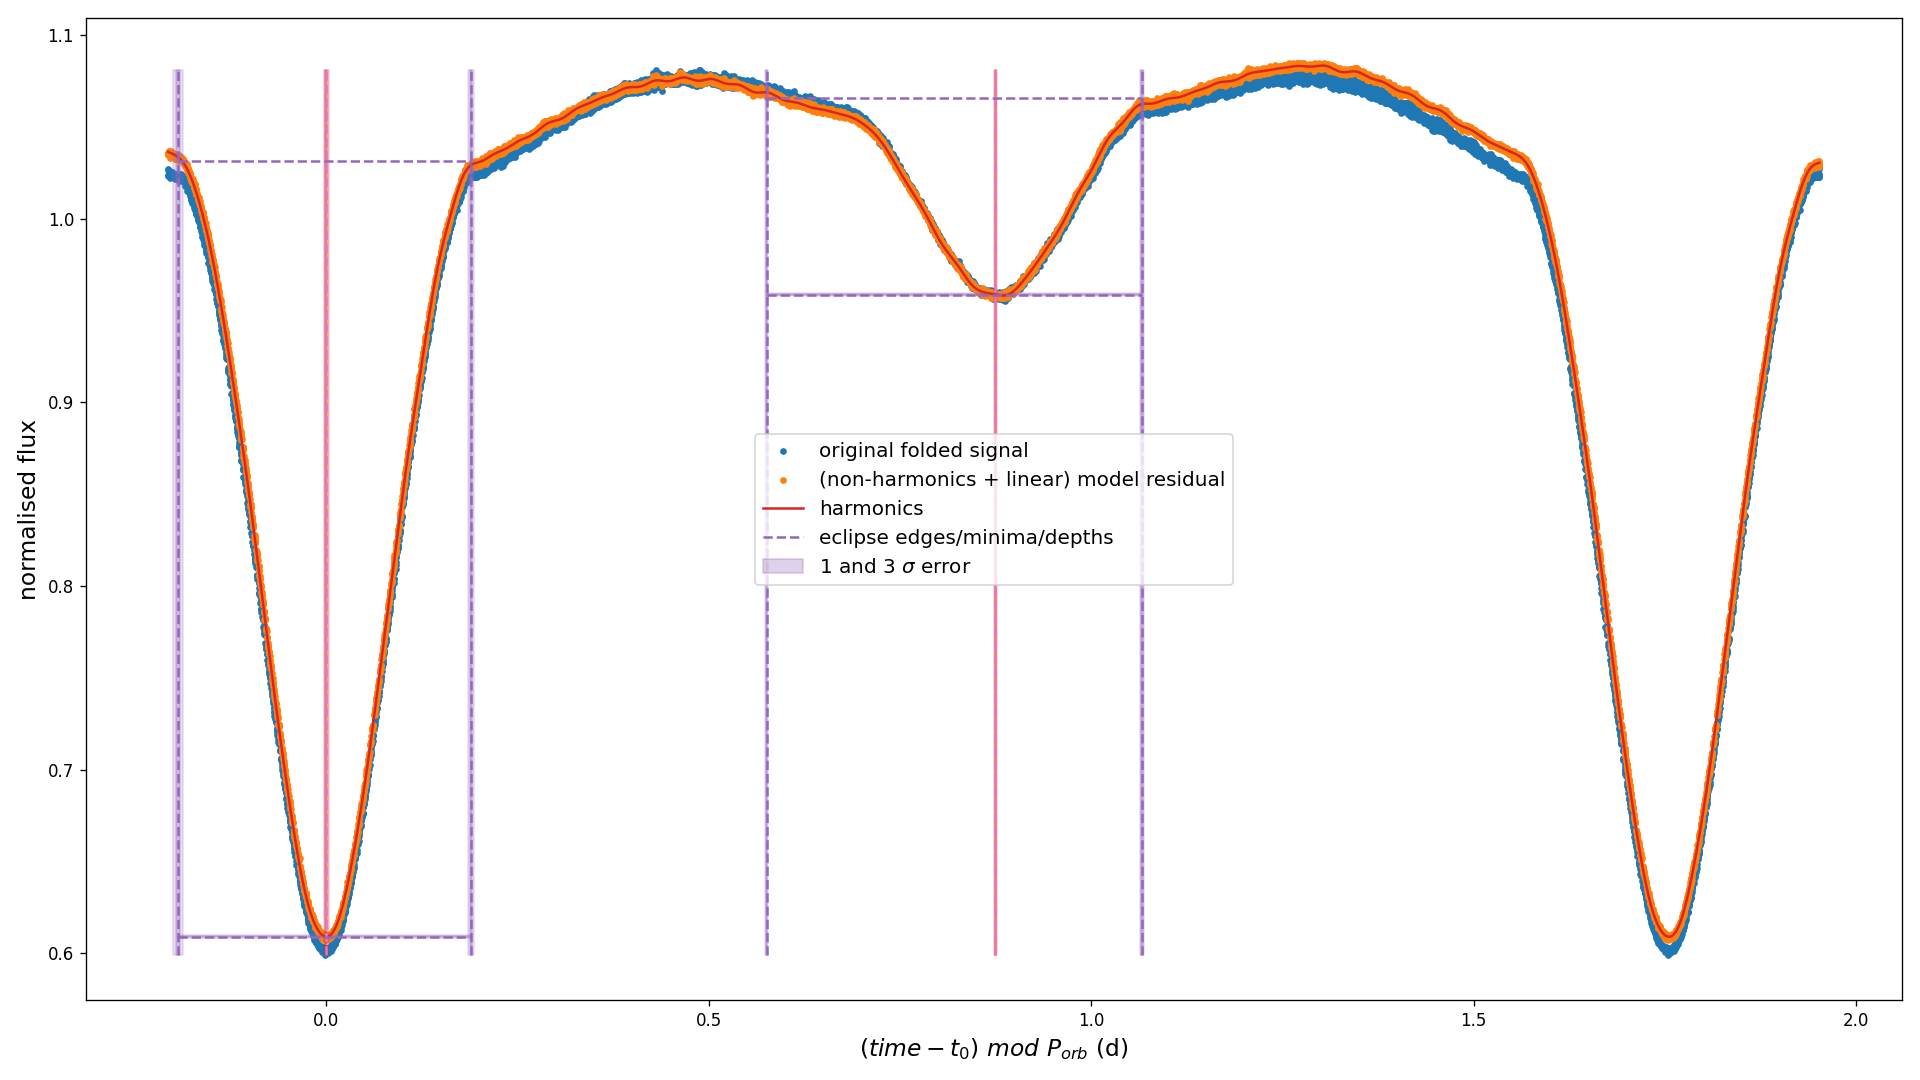 1.1
1.0
0.9
0.8
0.7
0.6
normalised flux
original folded signal
(non-harmonics + linear) model residual
harmonics
eclipse edges/minima/depths
1 and 3 σ error
0.0 0.5 1.0 1.5 2.0
(time − t₀) mod Pₒᵣb (d)